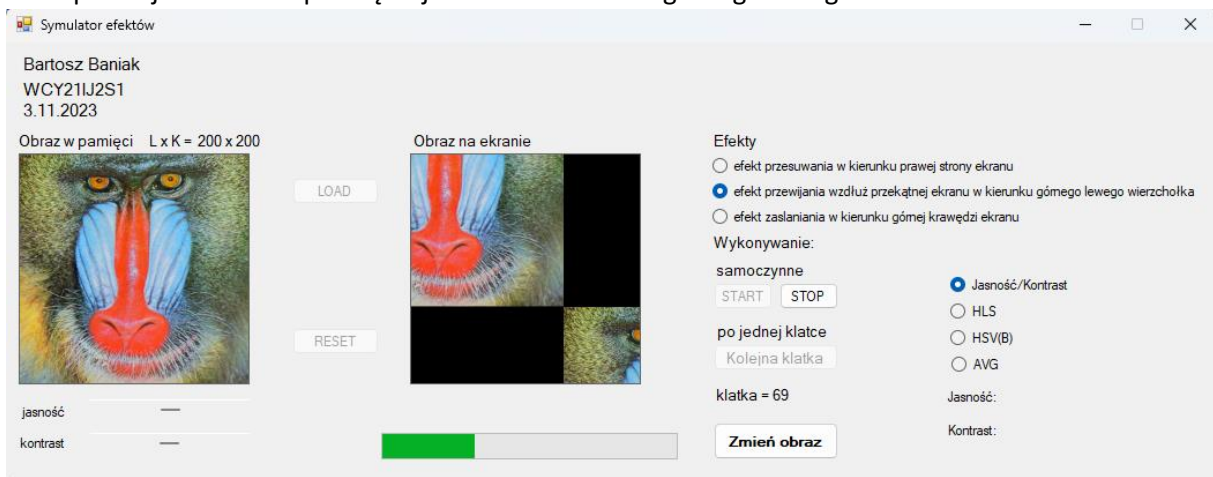 Symulator efektów
Bartosz Baniak
WCY21IJ2S1
3.11.2023
Obraz w pamięci L x K = 200 x 200
Obraz na ekranie
LOAD
RESET
jasność
kontrast
Efekty
efekt przesuwania w kierunku prawej strony ekranu
efekt przewijania wzdłuż przekątnej ekranu w kierunku górnego lewego wierzchołka
efekt zaslaniania w kierunku górnej krawędzi ekranu
Wykonywanie:
samoczynne
START STOP
po jednej klatce
Kolejna klatka
klatka = 69
Zmień obraz
Jasność/Kontrast
HLS
HSV(B)
AVG
Jasność:
Kontrast: